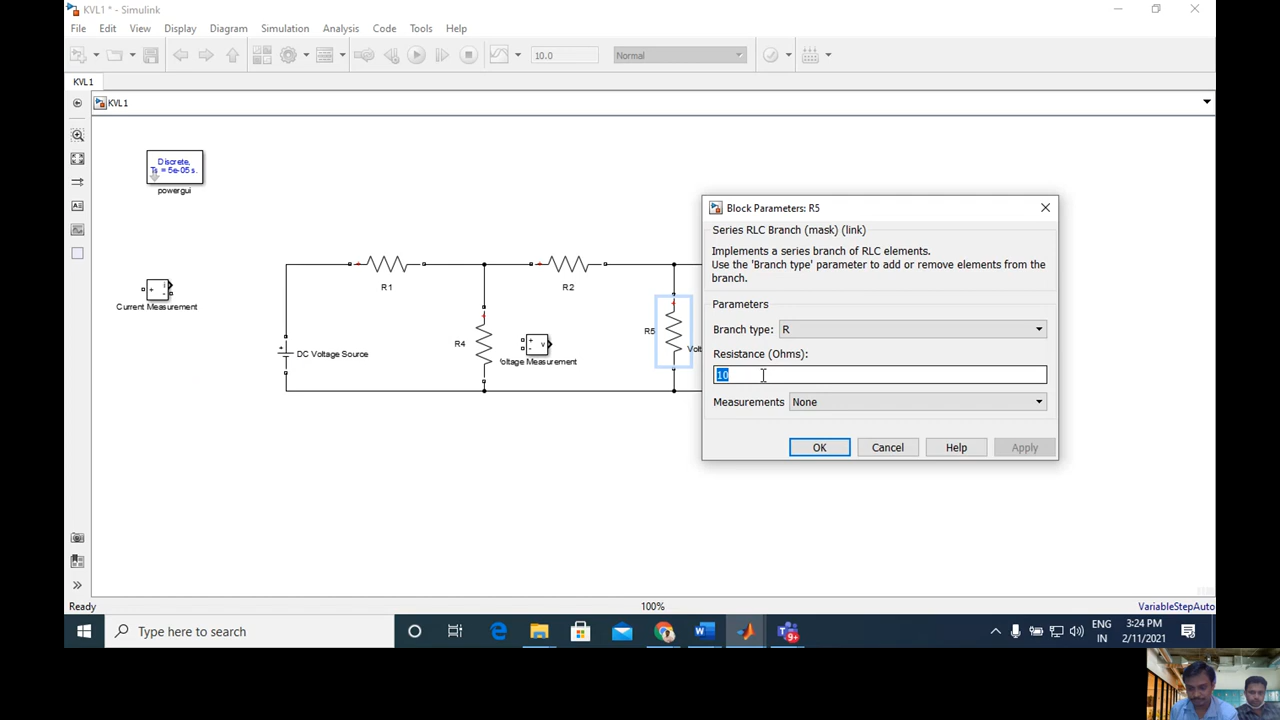 KVL1 * - Simulink
File Edit View Display Diagram Simulation Analysis Code Tools Help
10.0
Normal
KVL1
KVL1
Discrete,
Ts = 5e-05 s.
powergui
Current Measurement
R1
R2
R4
R5
DC Voltage Source
v
oltage Measurement
Volt
Block Parameters: R5
Series RLC Branch (mask) (link)
Implements a series branch of RLC elements.
Use the 'Branch type' parameter to add or remove elements from the
branch.
Parameters
Branch type: R
Resistance (Ohms):
10
Measurements None
OK Cancel Help Apply
Ready
100%
VariableStepAuto
Type here to search
9+
ENG
IN
3:24 PM
2/11/2021